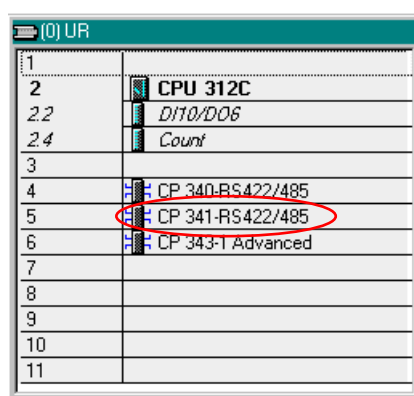 (0) UR
1
2 CPU 312C
2.2 DI10/DO6
2.4 Count
3
4 CP 340-RS422/485
5 CP 341-RS422/485
6 CP 343-1 Advanced
7
8
9
10
11